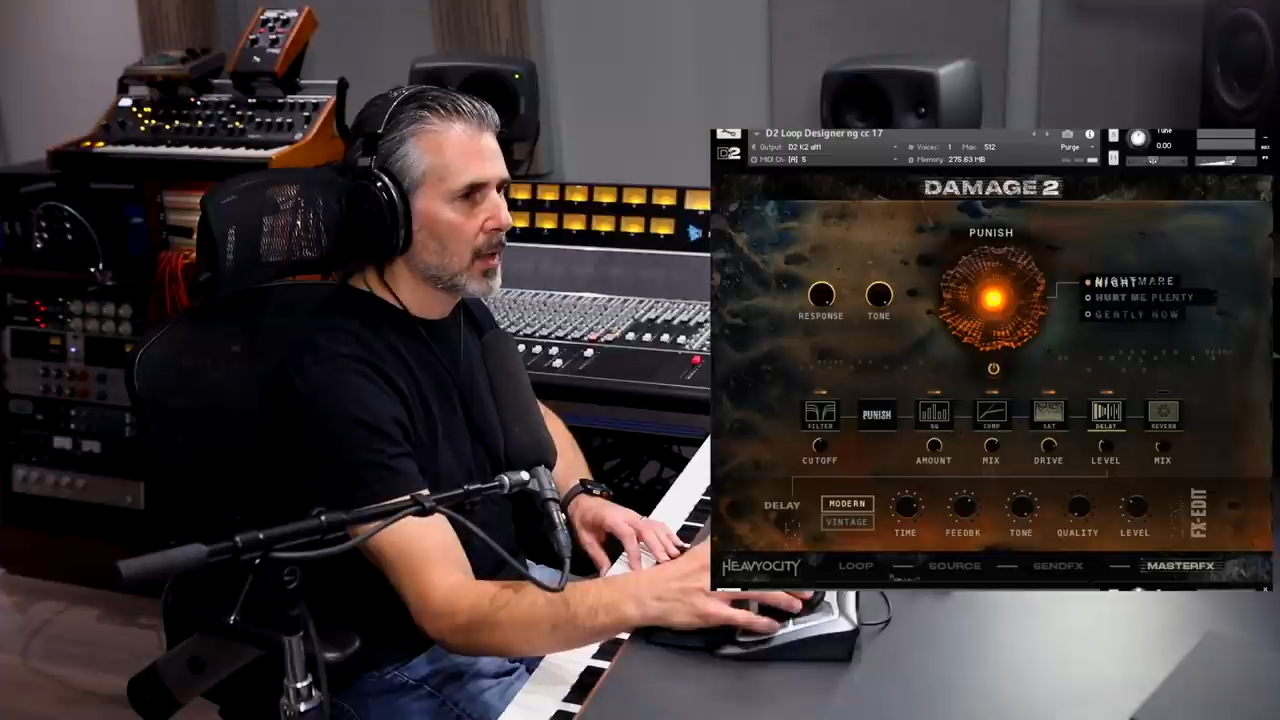 D2 Loop Designer ng cc 17
D2
Output: D2 K2 alt1
Voices: 1 Max: 512
Purge
MIDI Ch: [A] 5
Memory: 275.63 MB
Tune
0.00
DAMAGE 2
PUNISH
NIGHTMARE
HURT ME PLENTY
GENTLY NOW
RESPONSE
TONE
FILTER
PUNISH
EQ
COMP
SAT
DELAY
REVERB
CUTOFF
AMOUNT
MIX
DRIVE
LEVEL
MIX
DELAY
MODERN
VINTAGE
TIME
FEEDBK
TONE
QUALITY
LEVEL
FX-EDIT
HEAVYOCITY
LOOP
SOURCE
SENDFX
MASTERFX